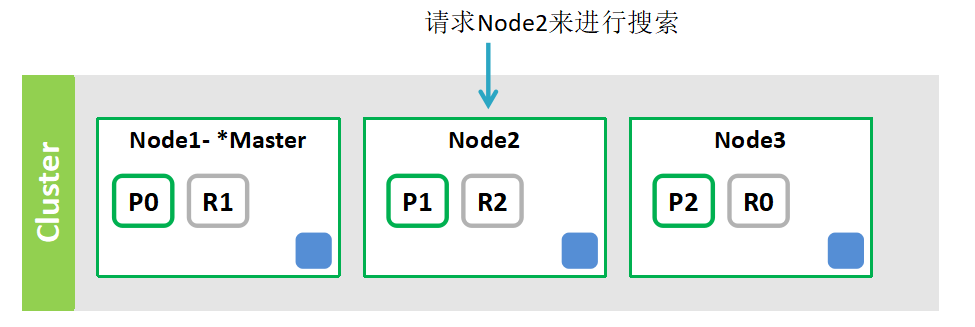 请求Node2来进行搜索
Cluster
Node1- *Master
P0
R1
Node2
P1
R2
Node3
P2
R0